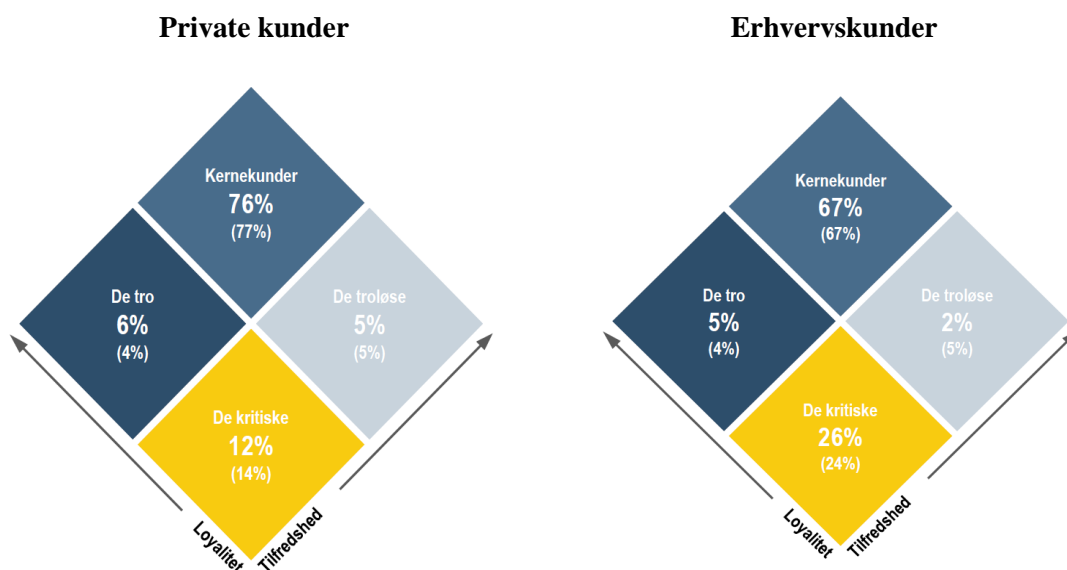 Private kunder
Kernekunder
76%
(77%)
De tro
6%
(4%)
De troløse
5%
(5%)
De kritiske
12%
(14%)
Loyalitet
Tilfredshed
Erhvervskunder
Kernekunder
67%
(67%)
De tro
5%
(4%)
De troløse
2%
(5%)
De kritiske
26%
(24%)
Loyalitet
Tilfredshed